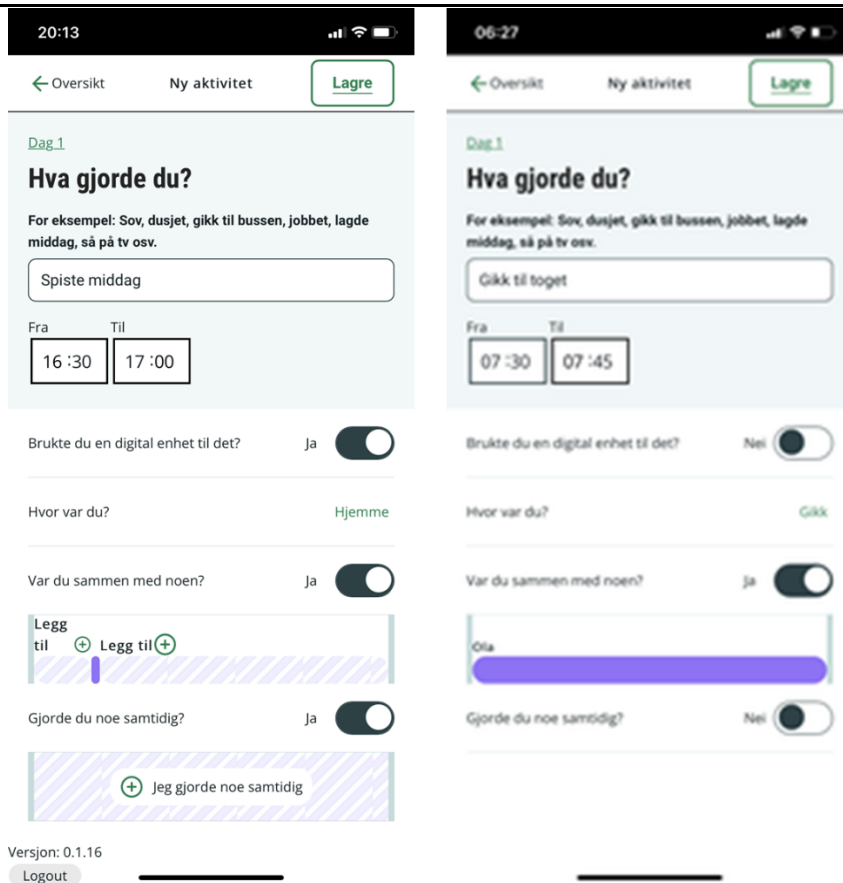 20:13
Oversikt Ny aktivitet Lagre
Dag 1
Hva gjorde du?
For eksempel: Sov, dusjet, gikk til bussen, jobbet, lagde
middag, så på tv osv.
Spiste middag
Fra Til
16 :30 17 :00
Brukte du en digital enhet til det? Ja
Hvor var du? Hjemme
Var du sammen med noen? Ja
Legg
til Legg til
Gjorde du noe samtidig? Ja
Jeg gjorde noe samtidig
Versjon: 0.1.16
Logout
06:27
Oversikt Ny aktivitet Lagre
Dag 1
Hva gjorde du?
For eksempel: Sov, dusjet, gikk til bussen, jobbet, lagde
middag, så på tv osv.
Gikk til toget
Fra Til
07 :30 07 :45
Brukte du en digital enhet til det? Nei
Hvor var du? Gikk
Var du sammen med noen? Ja
Ola
Gjorde du noe samtidig? Nei